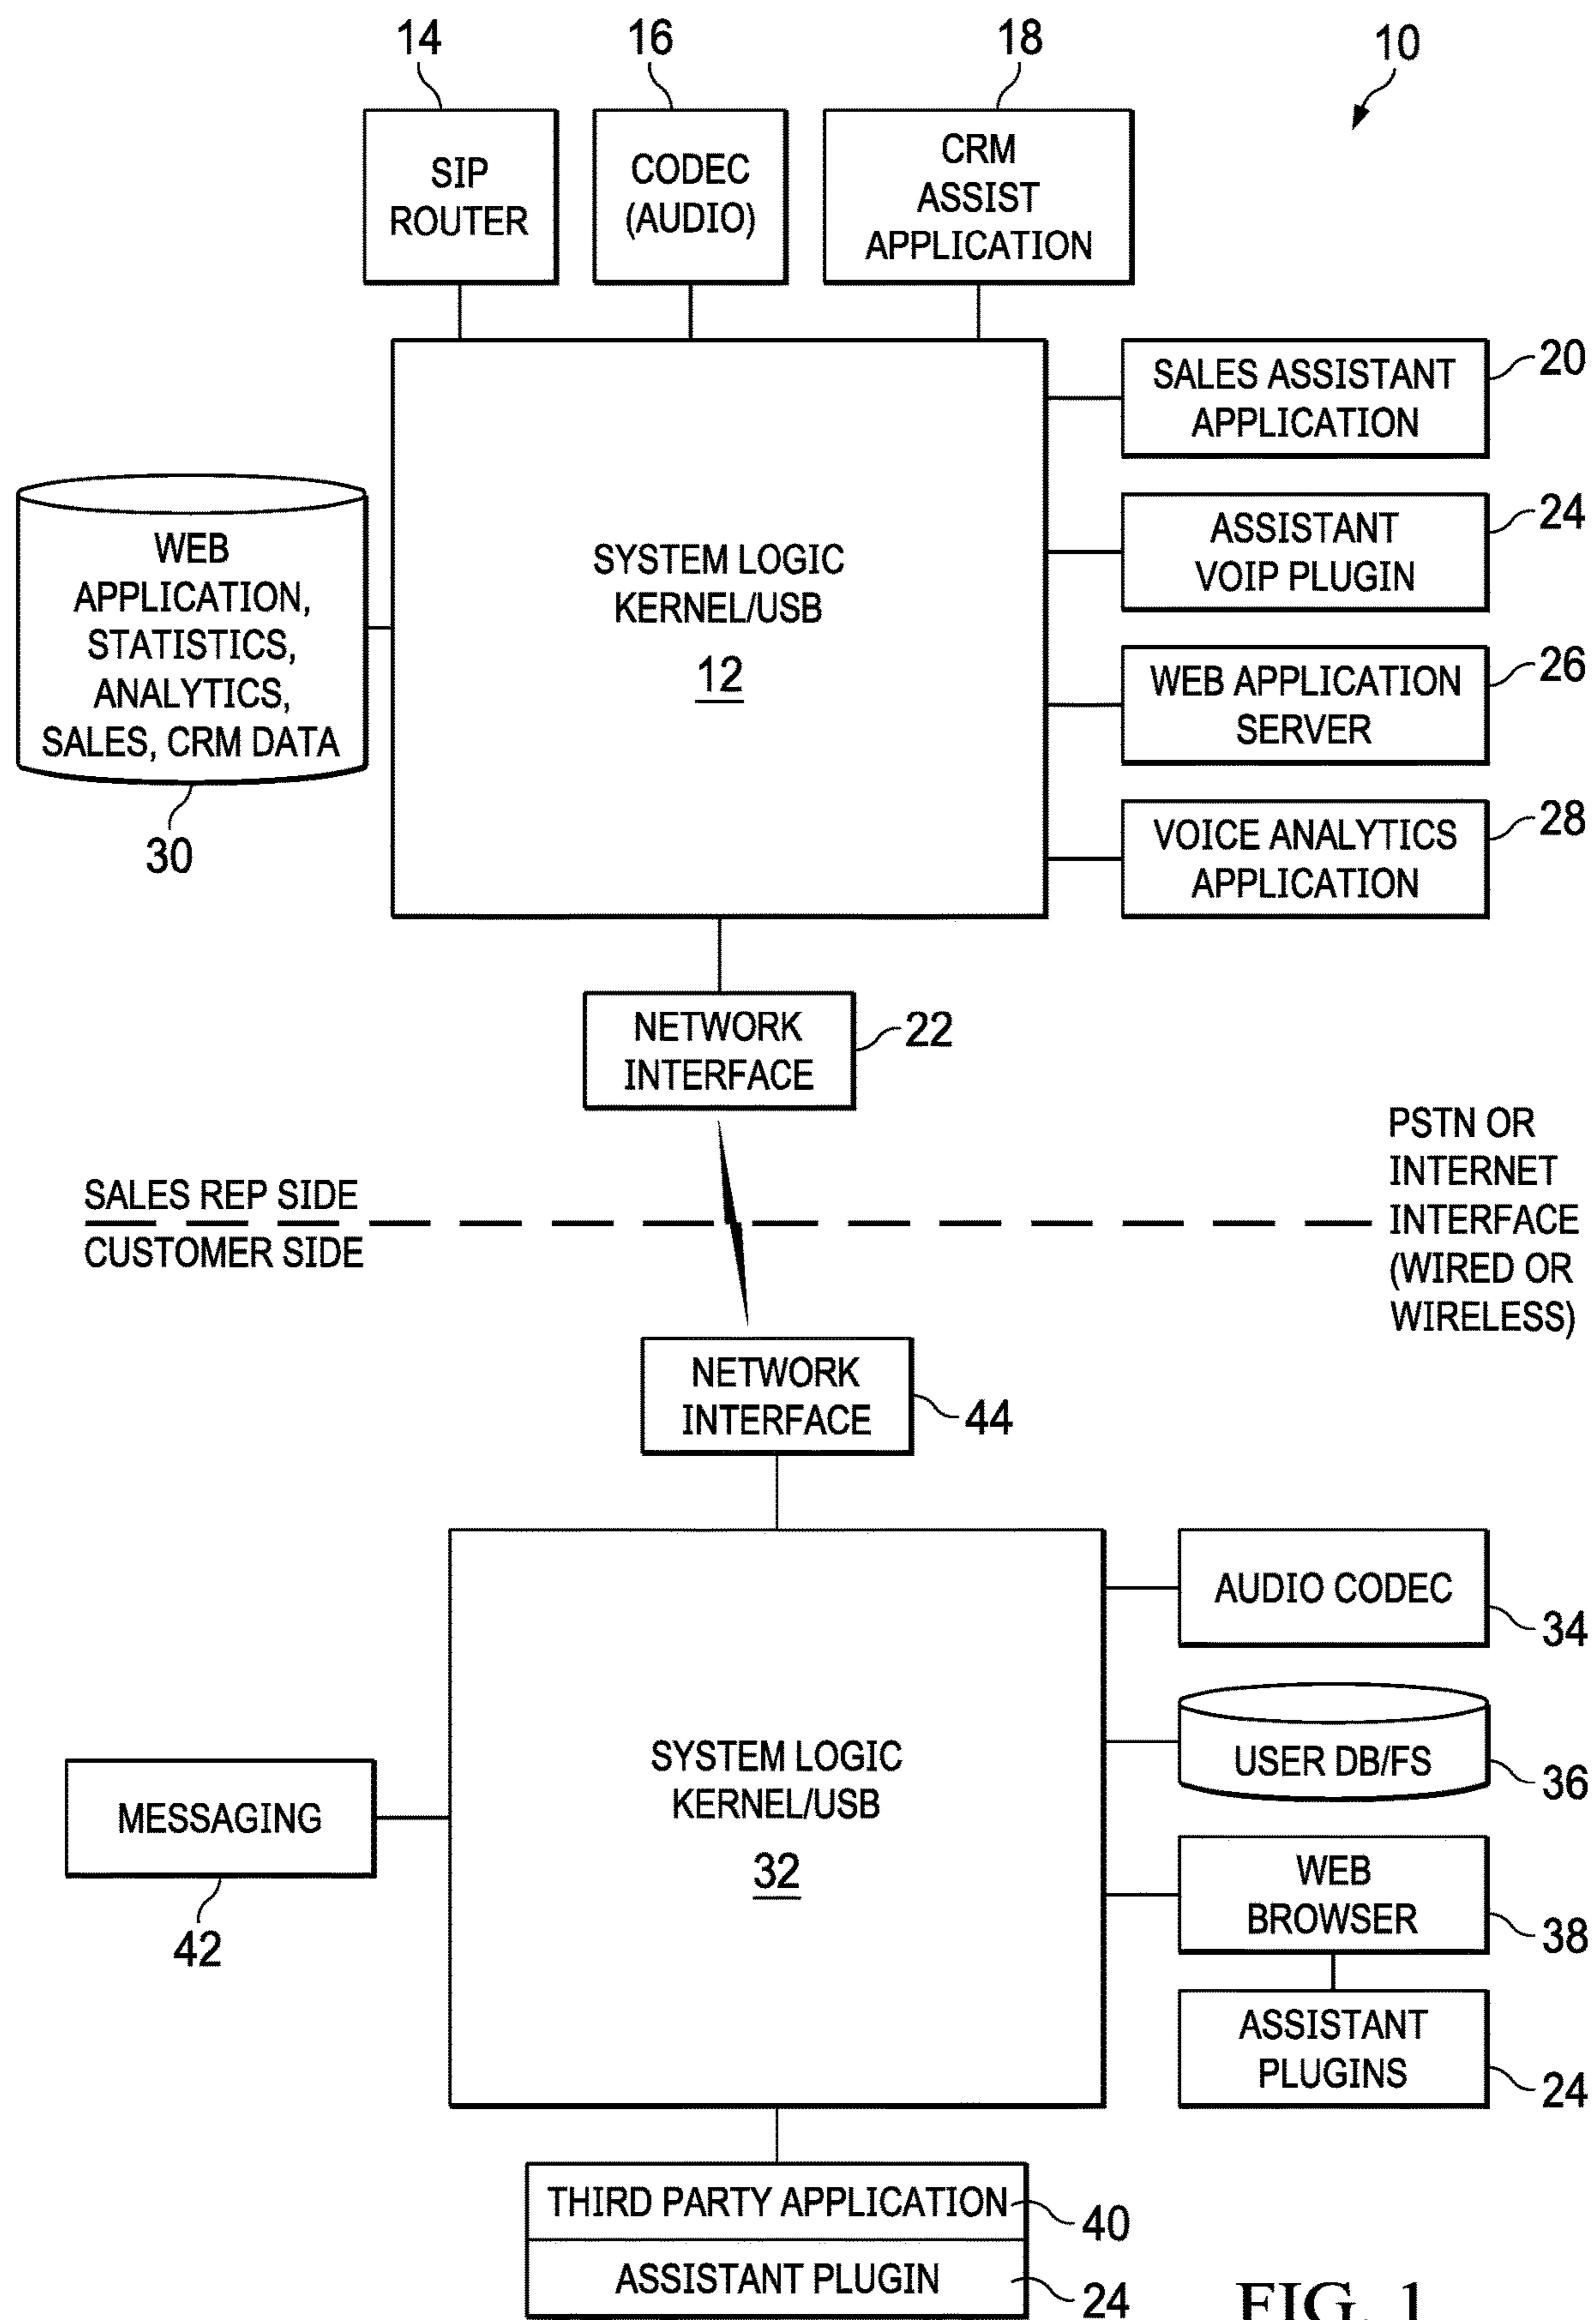 14
16
18
10
SIP
ROUTER
CODEC
(AUDIO)
CRM
ASSIST
APPLICATION
SYSTEM LOGIC
KERNEL/USB
12
SALES ASSISTANT
APPLICATION
20
ASSISTANT
VOIP PLUGIN
24
WEB APPLICATION
SERVER
26
VOICE ANALYTICS
APPLICATION
28
WEB
APPLICATION,
STATISTICS,
ANALYTICS,
SALES, CRM DATA
30
NETWORK
INTERFACE
22
SALES REP SIDE
CUSTOMER SIDE
PSTN OR
INTERNET
INTERFACE
(WIRED OR
WIRELESS)
NETWORK
INTERFACE
44
SYSTEM LOGIC
KERNEL/USB
32
AUDIO CODEC
34
USER DB/FS
36
WEB
BROWSER
38
ASSISTANT
PLUGINS
24
MESSAGING
42
THIRD PARTY APPLICATION
40
ASSISTANT PLUGIN
24
FIG. 1